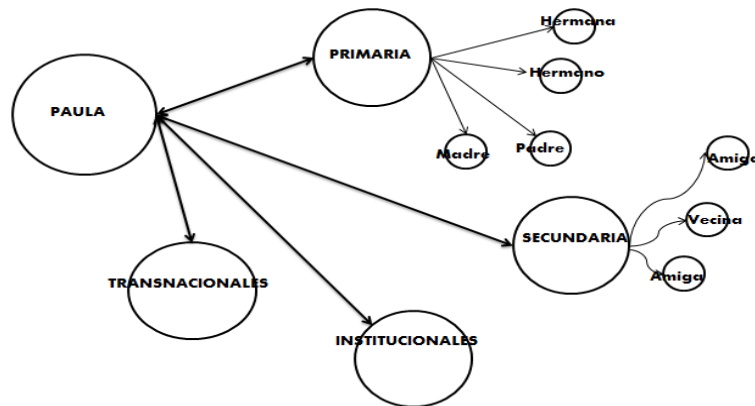 Hermana
PRIMARIA
Hermano
PAULA
Madre
Padre
Amiga
Vecina
SECUNDARIA
Amiga
TRANSNACIONALES
INSTITUCIONALES